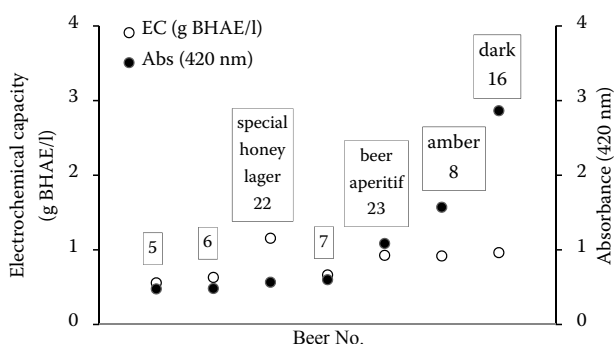 4
4
EC (g BHAE/l)
Abs (420 nm)
dark
16
3
3
special
honey
lager
22
beer
aperitif
23
amber
8
2
2
5
6
7
1
1
0
0
Electrochemical capacity
(g BHAE/l)
Absorbance (420 nm)
Beer No.